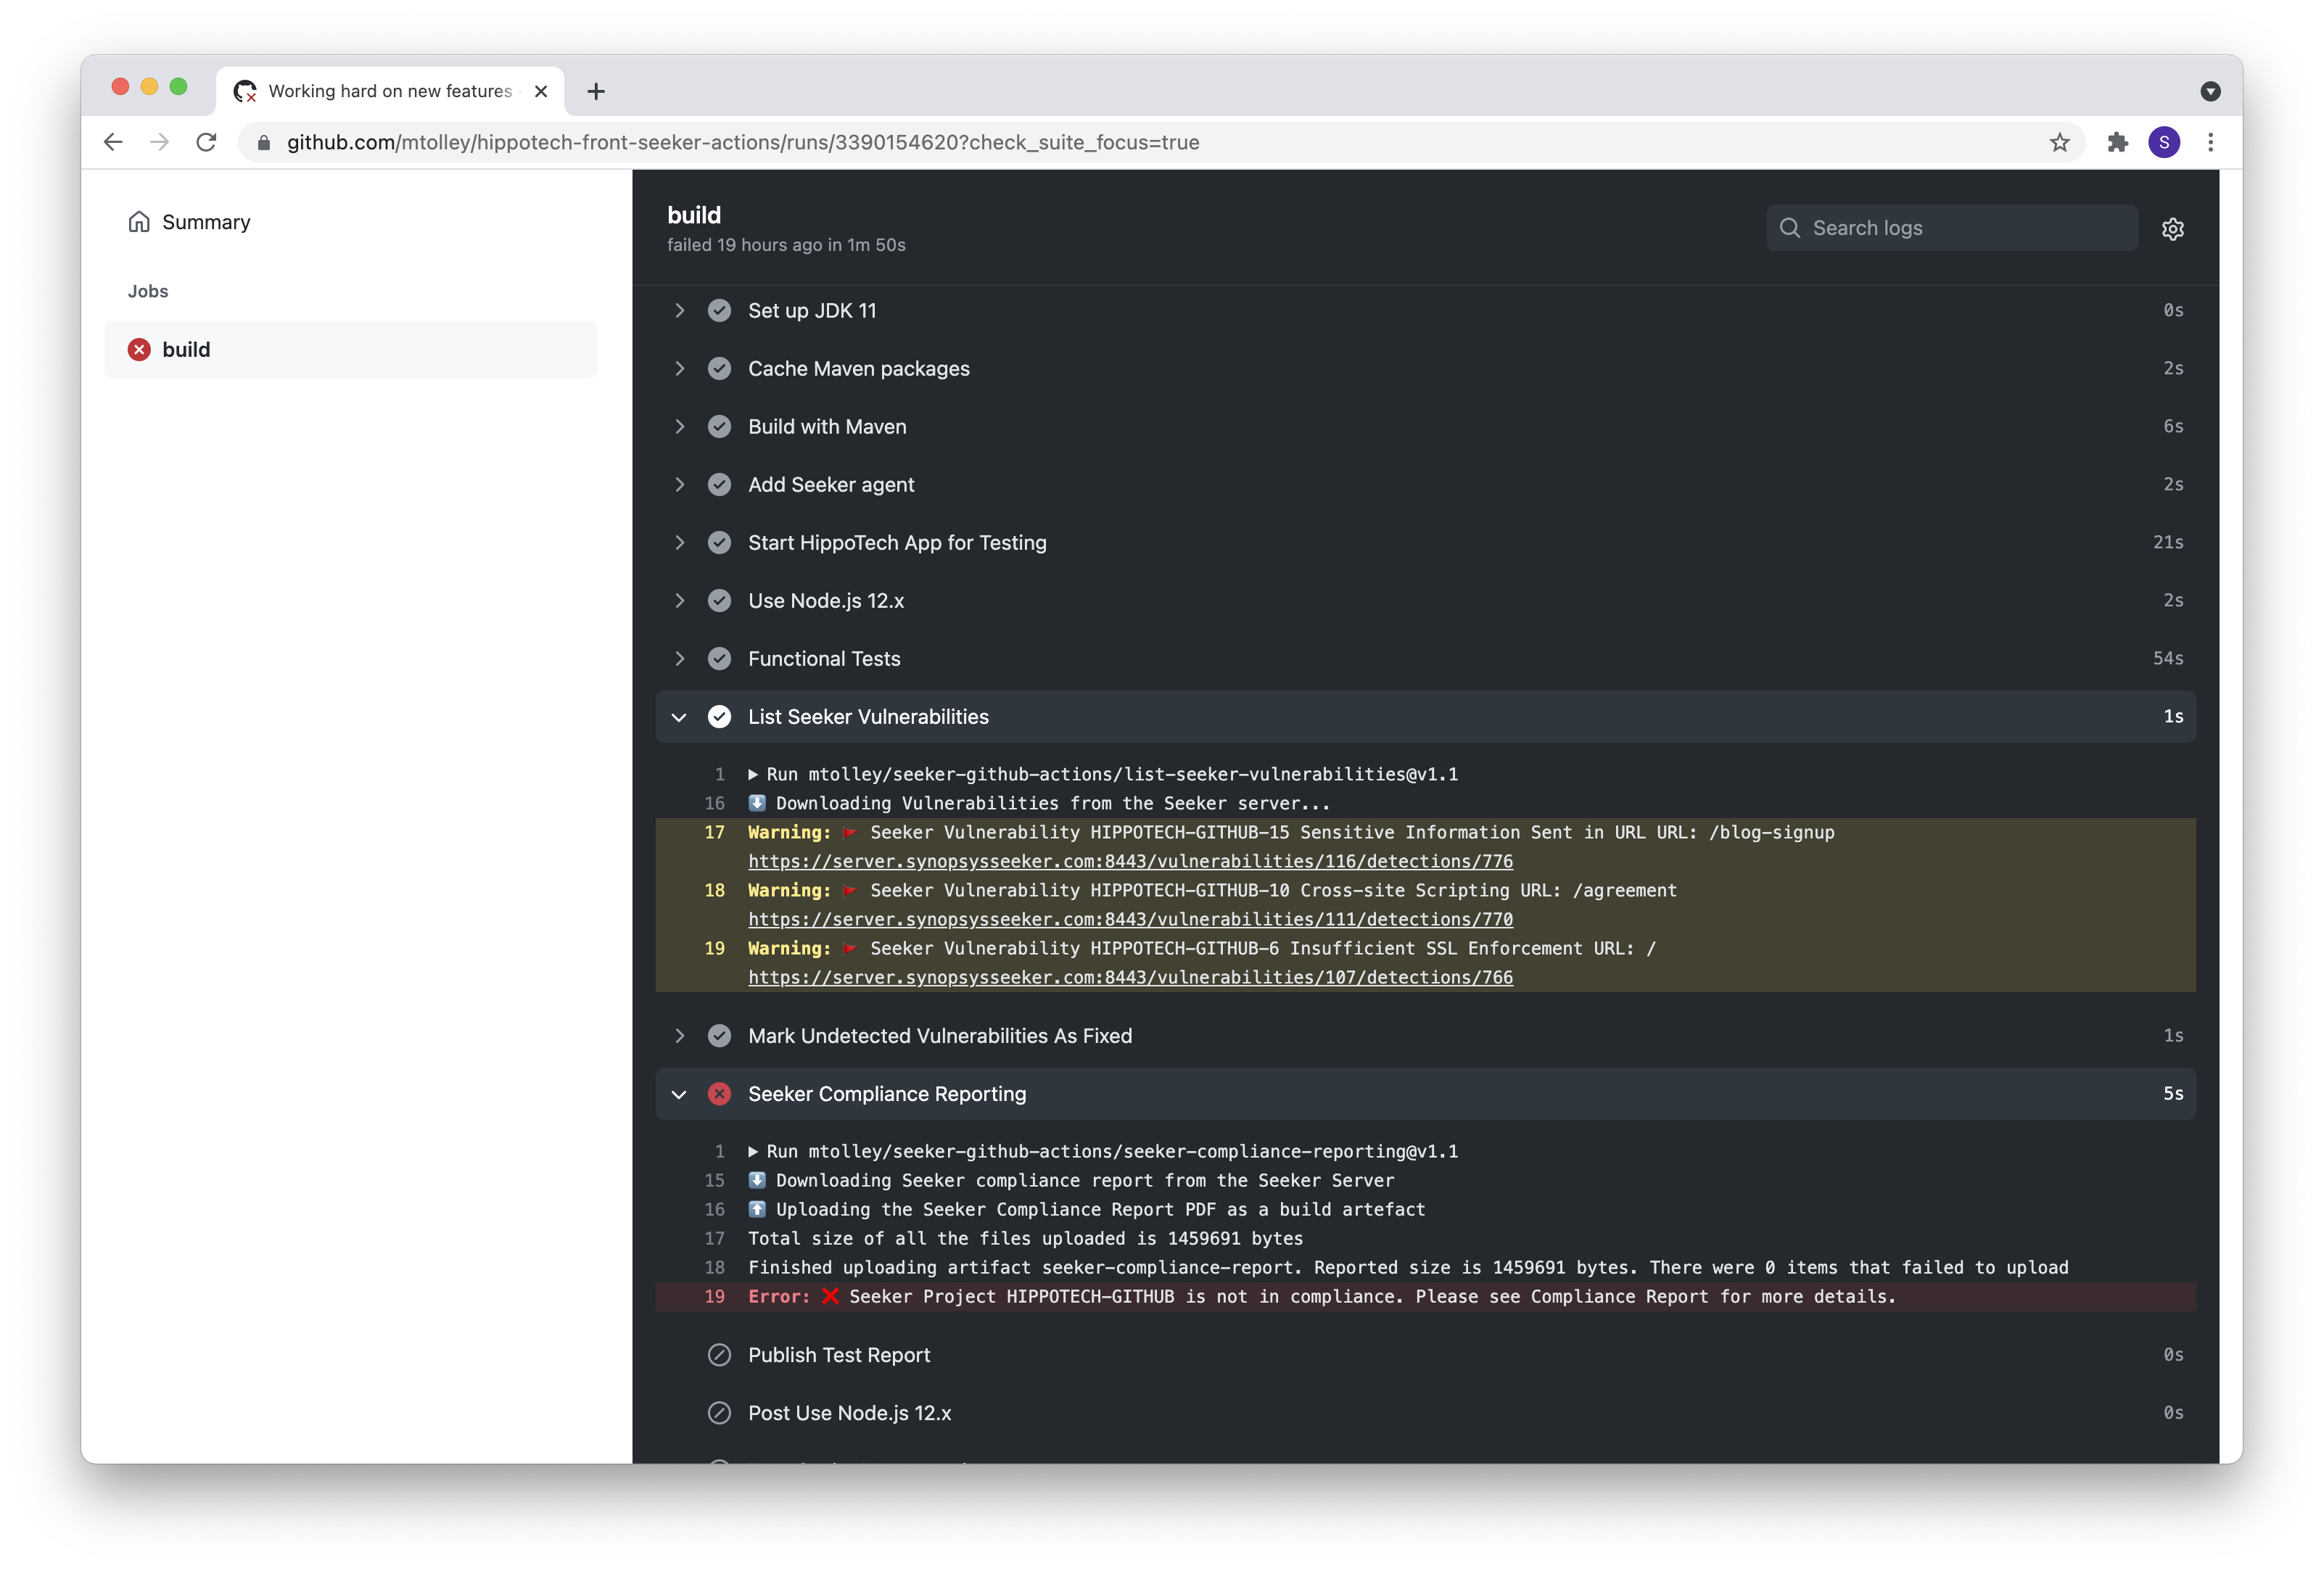 Working hard on new features
github.com/mtolley/hippotech-front-seeker-actions/runs/3390154620?check_suite_focus=true
S
Summary
Jobs
build
build
failed 19 hours ago in 1m 50s
Search logs
Set up JDK 11 0s
Cache Maven packages 2s
Build with Maven 6s
Add Seeker agent 2s
Start HippoTech App for Testing 21s
Use Node.js 12.x 2s
Functional Tests 54s
List Seeker Vulnerabilities 1s
1 Run mtolley/seeker-github-actions/list-seeker-vulnerabilities@v1.1
16 Downloading Vulnerabilities from the Seeker server...
17 Warning: Seeker Vulnerability HIPPOTECH-GITHUB-15 Sensitive Information Sent in URL URL: /blog-signup
https://server.synopsysseeker.com:8443/vulnerabilities/116/detections/776
18 Warning: Seeker Vulnerability HIPPOTECH-GITHUB-10 Cross-site Scripting URL: /agreement
https://server.synopsysseeker.com:8443/vulnerabilities/111/detections/770
19 Warning: Seeker Vulnerability HIPPOTECH-GITHUB-6 Insufficient SSL Enforcement URL: /
https://server.synopsysseeker.com:8443/vulnerabilities/107/detections/766
Mark Undetected Vulnerabilities As Fixed 1s
Seeker Compliance Reporting 5s
1 Run mtolley/seeker-github-actions/seeker-compliance-reporting@v1.1
15 Downloading Seeker compliance report from the Seeker Server
16 Uploading the Seeker Compliance Report PDF as a build artefact
17 Total size of all the files uploaded is 1459691 bytes
18 Finished uploading artifact seeker-compliance-report. Reported size is 1459691 bytes. There were 0 items that failed to upload
19 Error: ❌ Seeker Project HIPPOTECH-GITHUB is not in compliance. Please see Compliance Report for more details.
Publish Test Report 0s
Post Use Node.js 12.x 0s